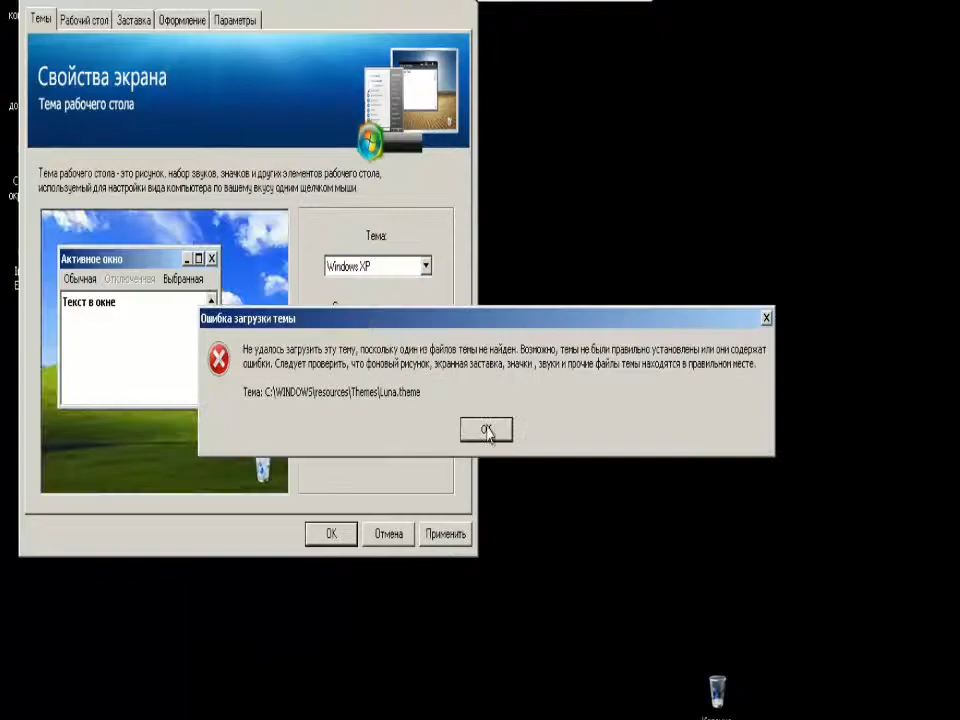 Темы Рабочий стол Заставка Оформление Параметры
Свойства экрана
Тема рабочего стола
Тема рабочего стола - это рисунок, набор звуков, значков и других элементов рабочего стола,
используемый для настройки вида компьютера по вашему вкусу одним щелчком мыши.
Тема:
Windows XP
Активное окно
Обычная Отключенная Выбранная
Текст в окне
Ошибка загрузки темы
Не удалось загрузить эту тему, поскольку один из файлов темы не найден. Возможно, темы не были правильно установлены или они содержат
ошибки. Следует проверить, что фоновый рисунок, экранная заставка, значки , звуки и прочие файлы темы находятся в правильном месте.
Тема: C:\WINDOWS\resources\Themes\Luna.theme
OK
OK Отмена Применить